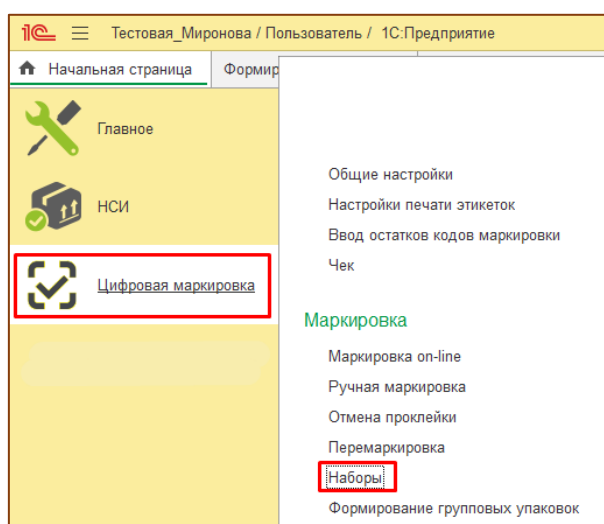 1С Тестовая_Миронова / Пользователь / 1С:Предприятие
Начальная страница Формир
Главное
НСИ
Цифровая маркировка
Общие настройки
Настройки печати этикеток
Ввод остатков кодов маркировки
Чек
Маркировка
Маркировка on-line
Ручная маркировка
Отмена проклейки
Перемаркировка
Наборы
Формирование групповых упаковок